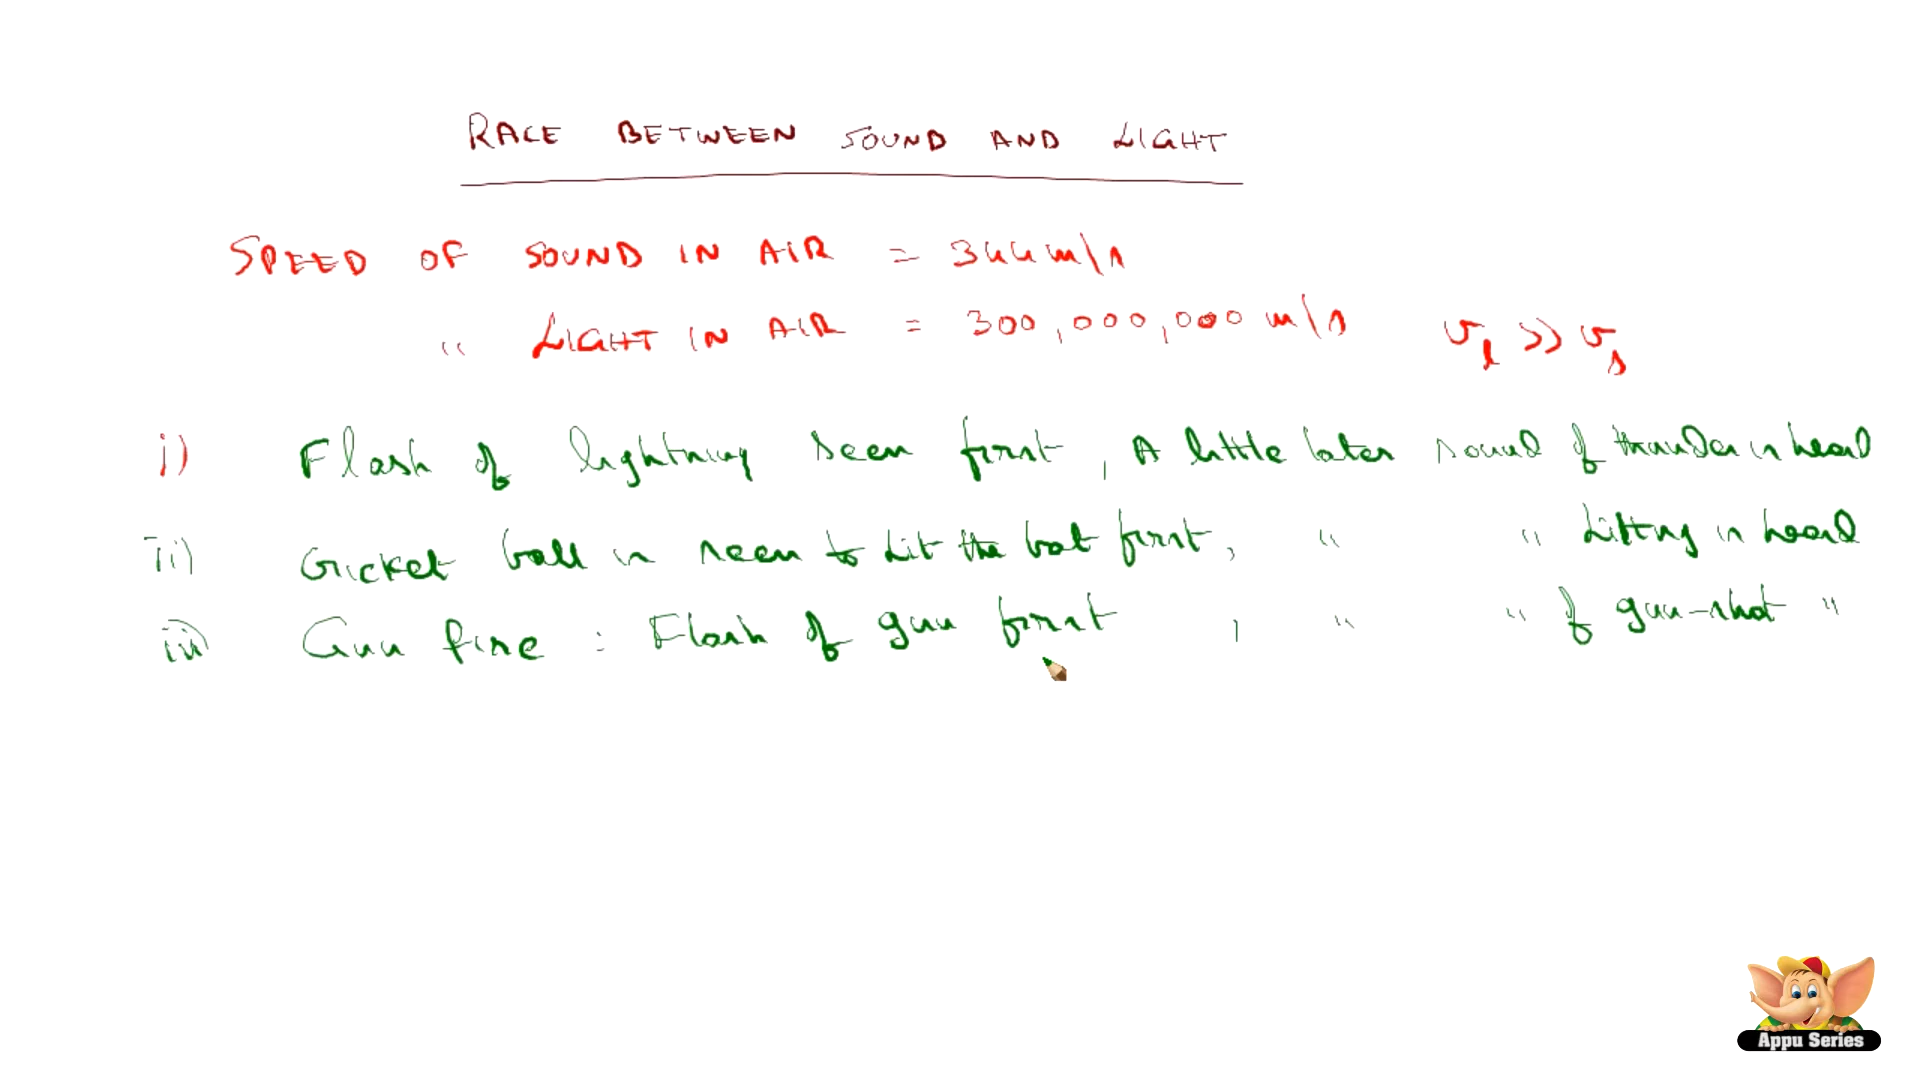 RACE BETWEEN SOUND AND LIGHT
SPEED OF SOUND IN AIR = 344 m/s
" LIGHT IN AIR = 300,000,000 m/s v_l >> v_s
i) Flash of lightning seen first, A little later sound of thunder is heard
ii) Cricket ball is seen to hit the bat first, " " hitting is heard
iii) Gun fire : Flash of gun first , " " of gun-shot "
Appu Series